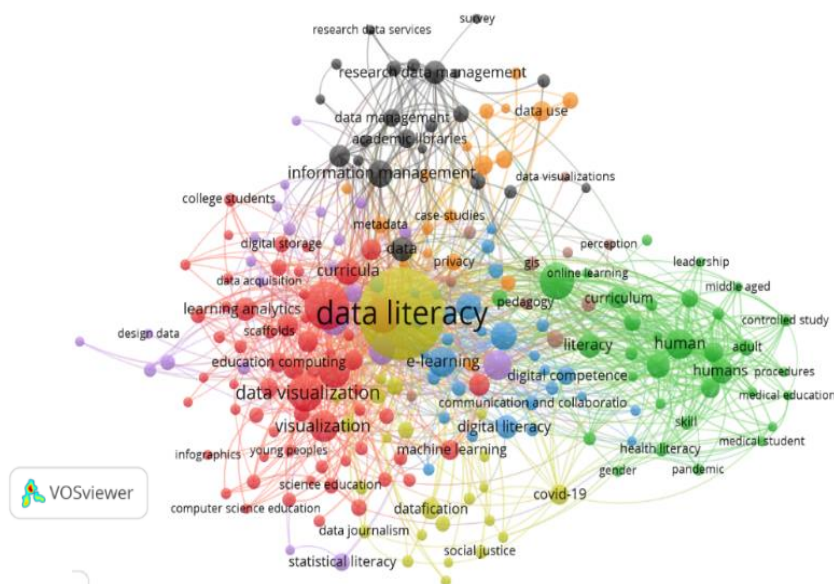 survey
research data services
research data management
data use
data management
academic libraries
information management
data visualizations
college students
case-studies
metadata
digital storage
data
perception
privacy
gis
leadership
curricula
online learning
data acquisition
middle aged
curriculum
pedagogy
learning analytics
data literacy
controlled study
scaffolds
design data
literacy
human
adult
education computing
e-learning
digital competence
humans
procedures
data visualization
medical education
communication and collaboratio
skill
visualization
digital literacy
medical student
machine learning
health literacy
infographics
young peoples
gender
pandemic
science education
covid-19
VOSviewer
computer science education
datafication
data journalism
social justice
statistical literacy